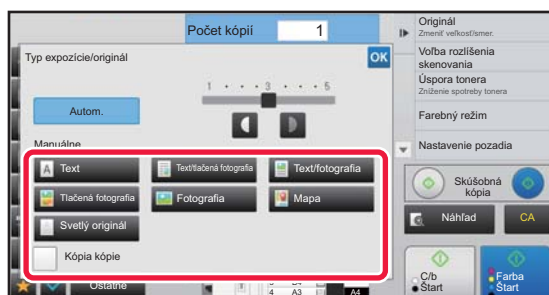 Počet kópií 1
Typ expozície/originál OK
1 3 5
Autom.
Manuálne
A Text
Text/tlačená fotografia
Text/fotografia
Tlačená fotografia
Fotografia
Mapa
Svetlý originál
Kópia kópie
Ostatné
4 A3
A4
Originál
Zmeniť veľkosť/smer.
Voľba rozlíšenia
skenovania
Úspora tonera
Zníženie spotreby tonera
Farebný režim
Nastavenie pozadia
Skúšobná
kópia
Náhľad
CA
C/b
Štart
Farba
Štart